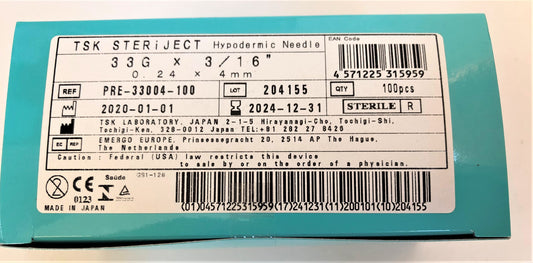 TSK STERiJECT Hypodermic Needle
EAN Code
33G × 3/16"
0.24 × 4mm
4 571225 315959
REF PRE-33004-100 LOT 204155 QTY 100pcs
2020-01-01 2024-12-31 STERILE R
TSK LABORATORY, JAPAN 2-1-5 Hirayanagi-Cho, Tochigi-Shi,
Tochigi-Ken, 328-0012 Japan TEL:+81 282 27 8426
EC REP EMERGO EUROPE, Prinsessegracht 20, 2514 AP The Hague,
The Netherlands
Caution : Federal (USA) law restricts this device
to sale by or on the order of a physician.
Saúde
291-126
0123
MADE IN JAPAN
(01)04571225315959(17)241231(11)200101(10)204155